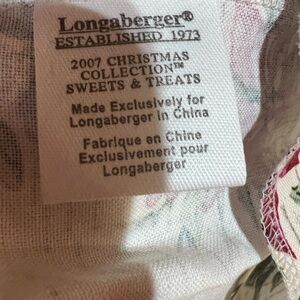 Longaberger®
ESTABLISHED 1973
2007 CHRISTMAS
COLLECTION™
SWEETS & TREATS
Made Exclusively for
Longaberger in China
Fabrique en Chine
Exclusivement pour
Longaberger